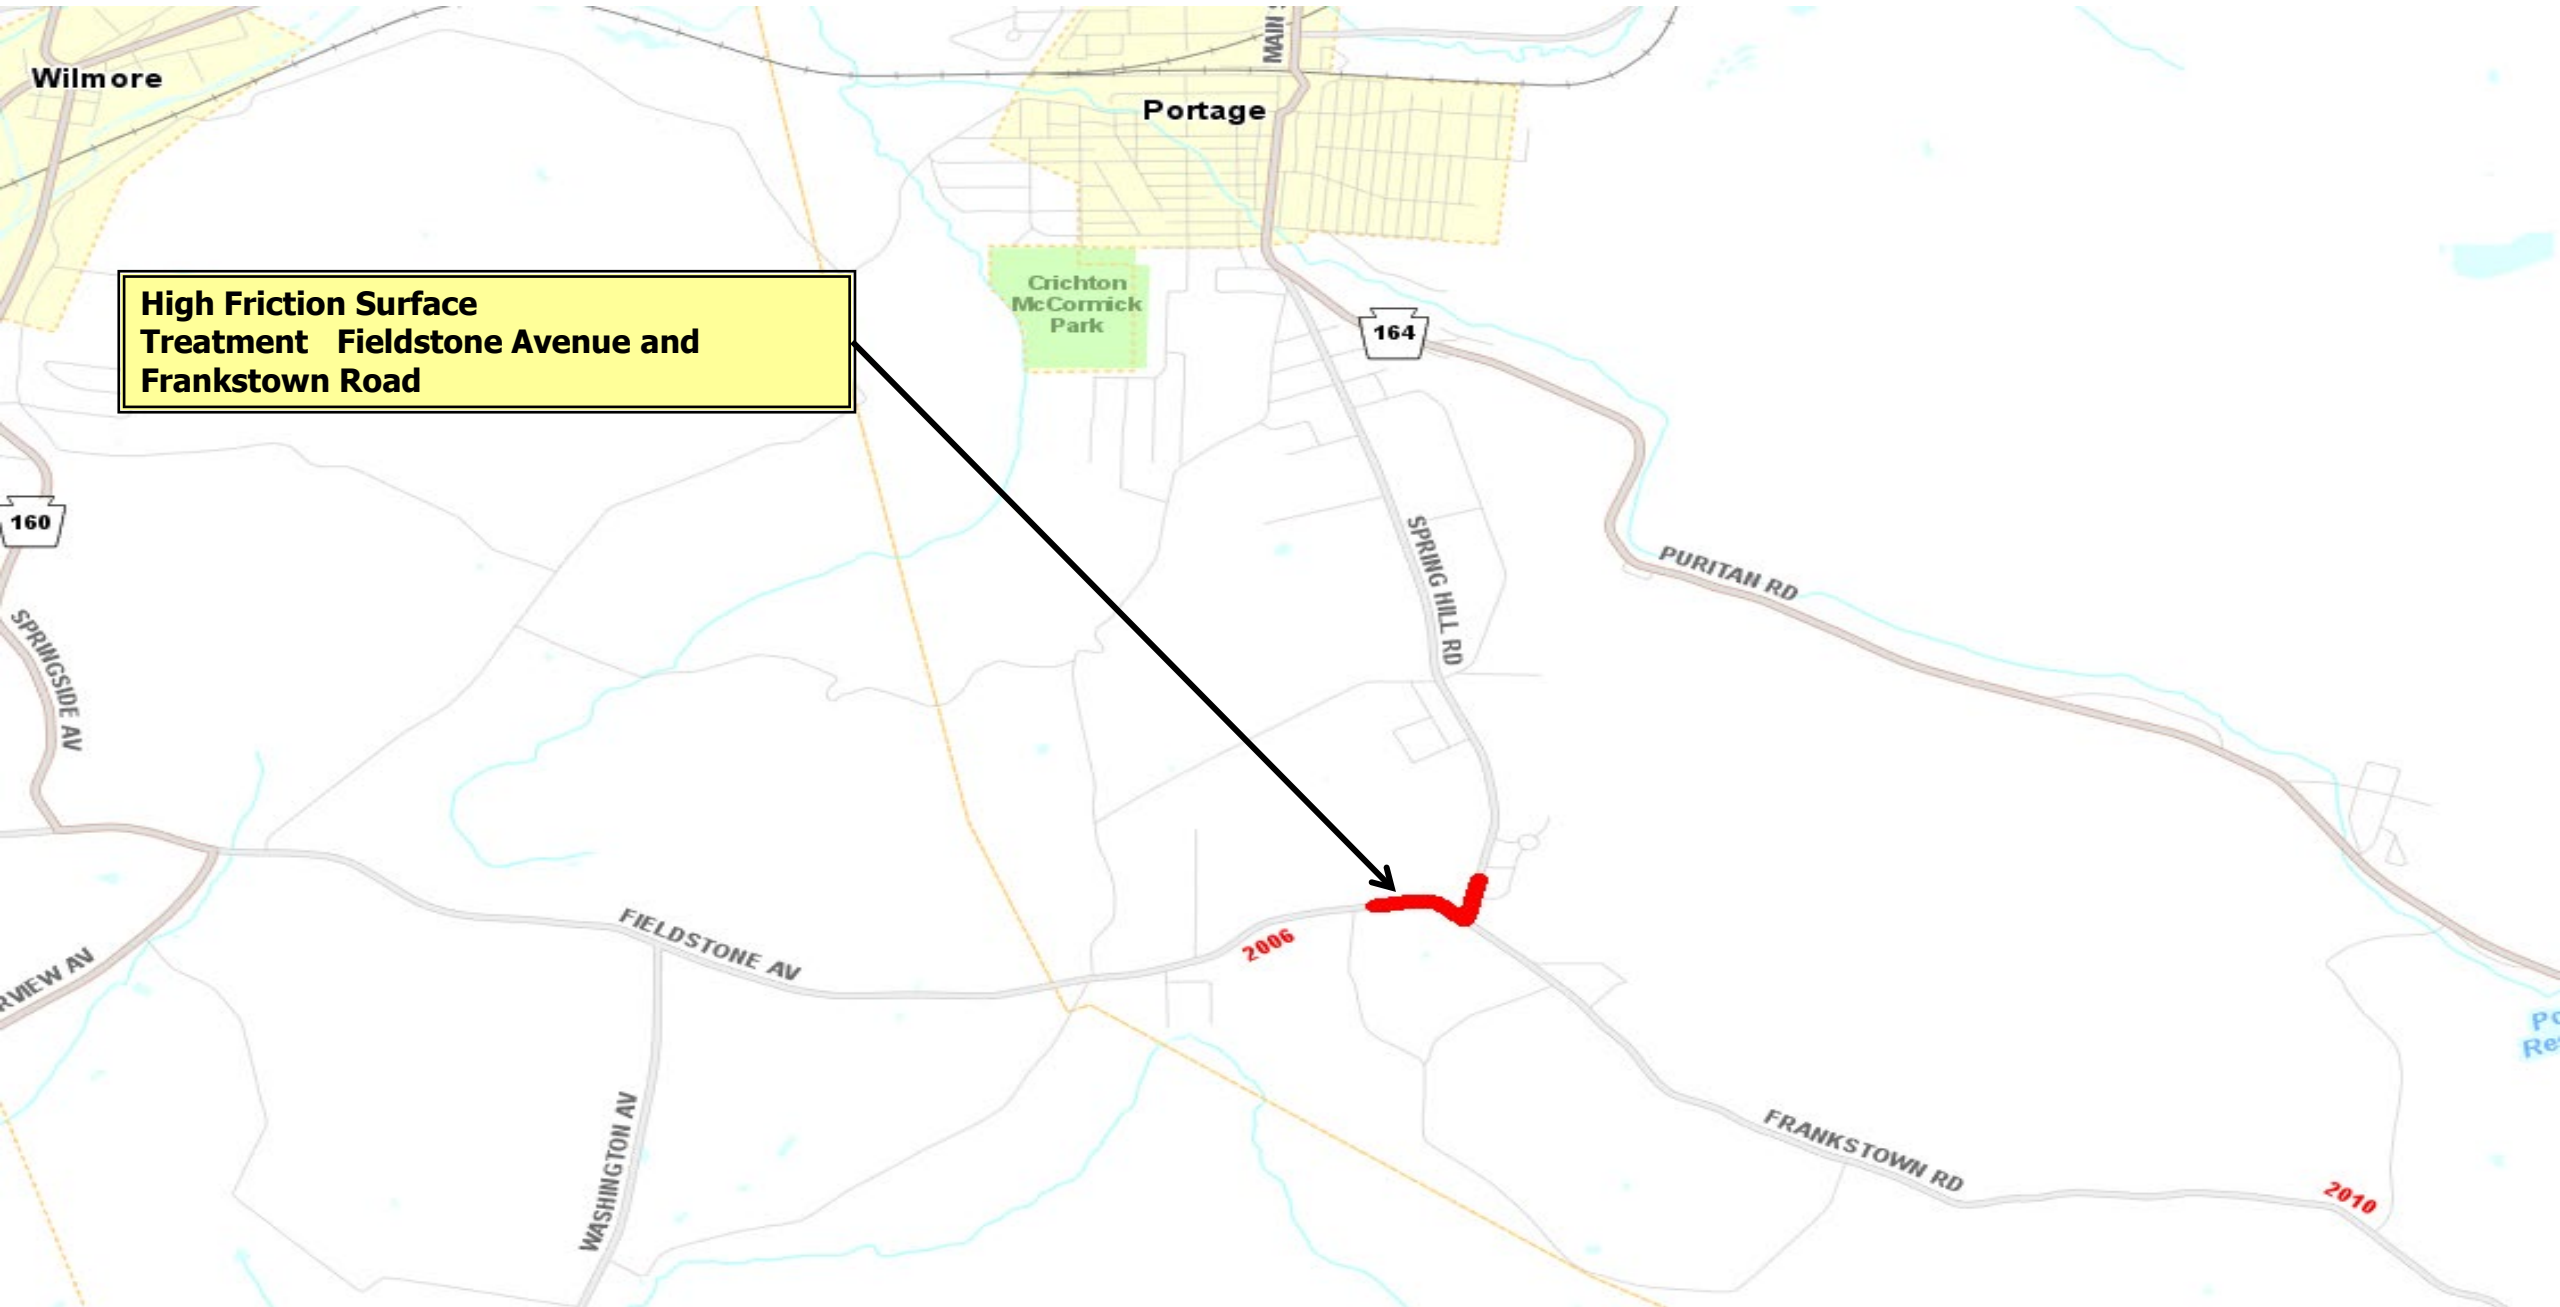 MAIN
Wilmore
Portage
High Friction Surface
Treatment   Fieldstone Avenue and
Frankstown Road
Crichton
McCormick
Park
164
160
SPRING HILL RD
PURITAN RD
SPRINGSIDE AV
FIELDSTONE AV
2006
RVIEW AV
WASHINGTON AV
FRANKSTOWN RD
2010